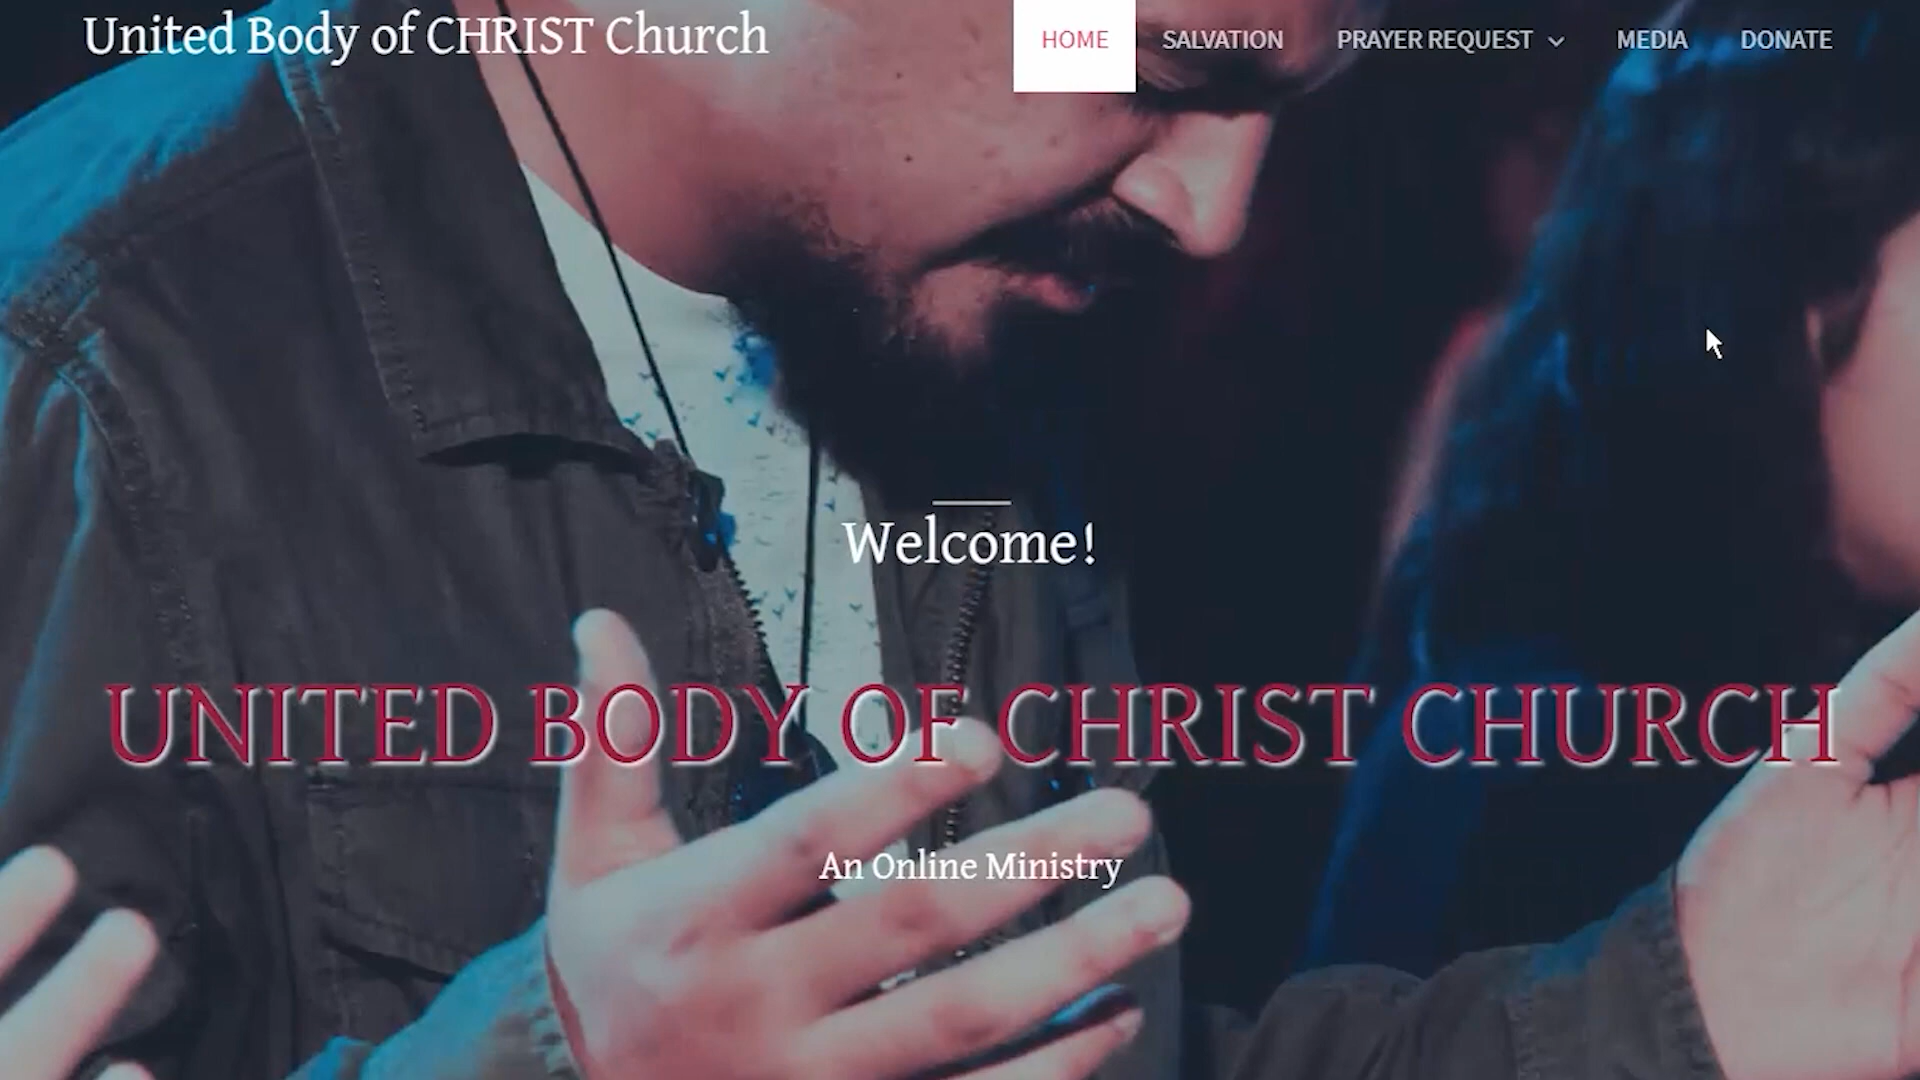 United Body of CHRIST Church
HOME SALVATION PRAYER REQUEST MEDIA DONATE
Welcome!
UNITED BODY OF CHRIST CHURCH
An Online Ministry